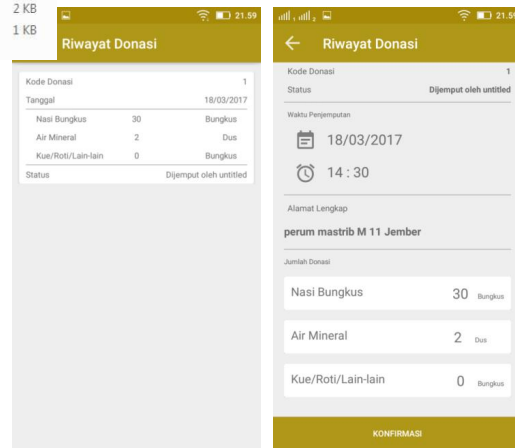 2 KB
1 KB
21.59
Riwayat Donasi
Kode Donasi 1
Tanggal 18/03/2017
Nasi Bungkus 30 Bungkus
Air Mineral 2 Dus
Kue/Roti/Lain-lain 0 Bungkus
Status Dijemput oleh untitled
21.59
Riwayat Donasi
Kode Donasi 1
Status Dijemput oleh untitled
Waktu Penjemputan
18/03/2017
14 : 30
Alamat Lengkap
perum mastrib M 11 Jember
Jumlah Donasi
Nasi Bungkus 30 Bungkus
Air Mineral 2 Dus
Kue/Roti/Lain-lain 0 Bungkus
KONFIRMASI